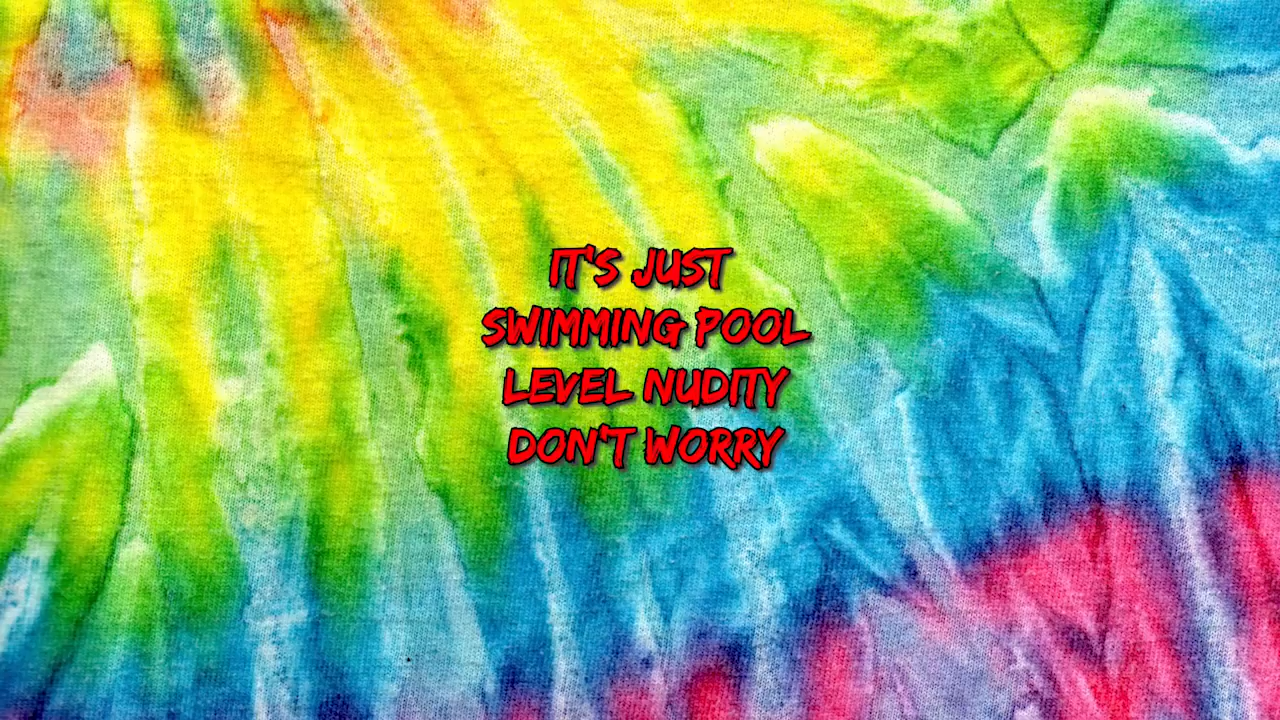 IT'S JUST
SWIMMING POOL
LEVEL NUDITY
DON'T WORRY